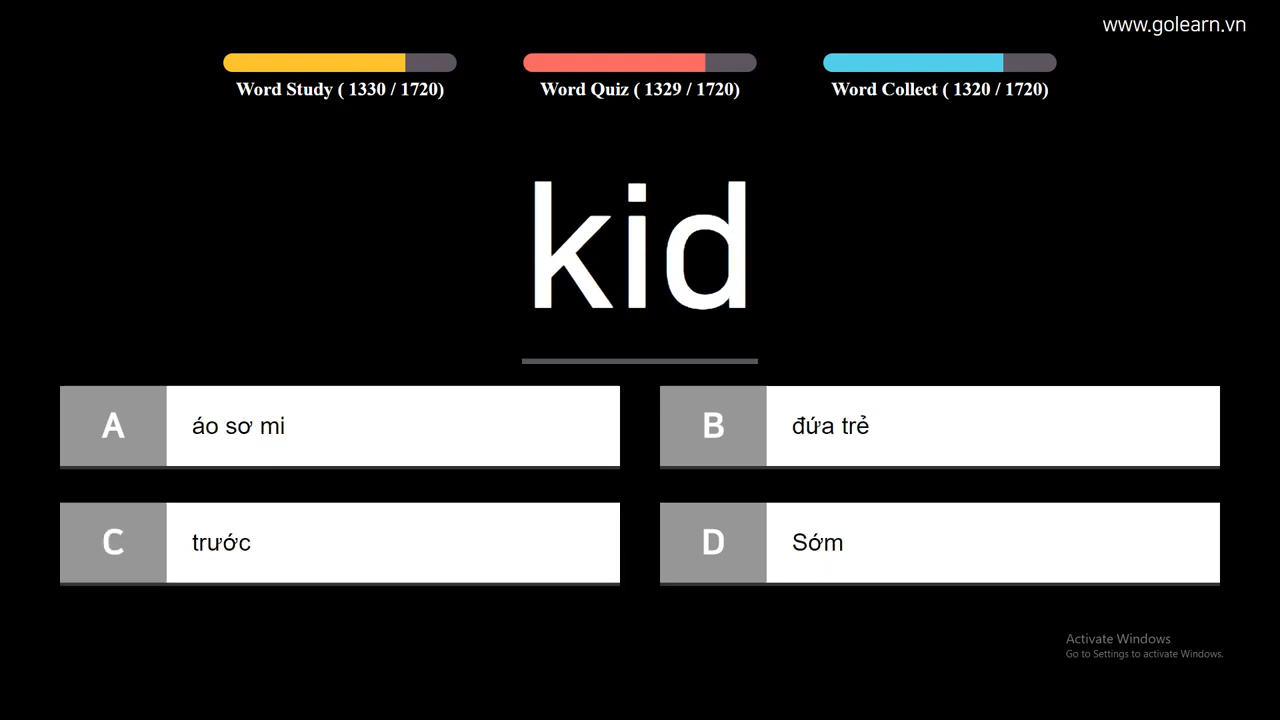 www.golearn.vn
Word Study ( 1330 / 1720)
Word Quiz ( 1329 / 1720)
Word Collect ( 1320 / 1720)
kid
A áo sơ mi
B đứa trẻ
C trước
D Sớm
Activate Windows
Go to Settings to activate Windows.